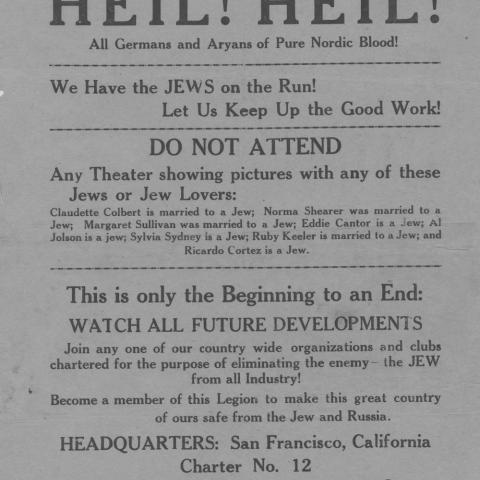 HEIL! HEIL!
All Germans and Aryans of Pure Nordic Blood!
We Have the JEWS on the Run!
Let Us Keep Up the Good Work!
DO NOT ATTEND
Any Theater showing pictures with any of these
Jews or Jew Lovers:
Claudette Colbert is married to a Jew; Norma Shearer was married to a
Jew; Margaret Sullivan was married to a Jew; Eddie Cantor is a Jew; Al
Jolson is a jew; Sylvia Sydney is a Jew; Ruby Keeler is married to a Jew; and
Ricardo Cortez is a Jew.
This is only the Beginning to an End:
WATCH ALL FUTURE DEVELOPMENTS
Join any one of our country wide organizations and clubs
chartered for the purpose of eliminating the enemy—the JEW
from all Industry!
Become a member of this Legion to make this great country
of ours safe from the Jew and Russia.
HEADQUARTERS: San Francisco, California
Charter No. 12